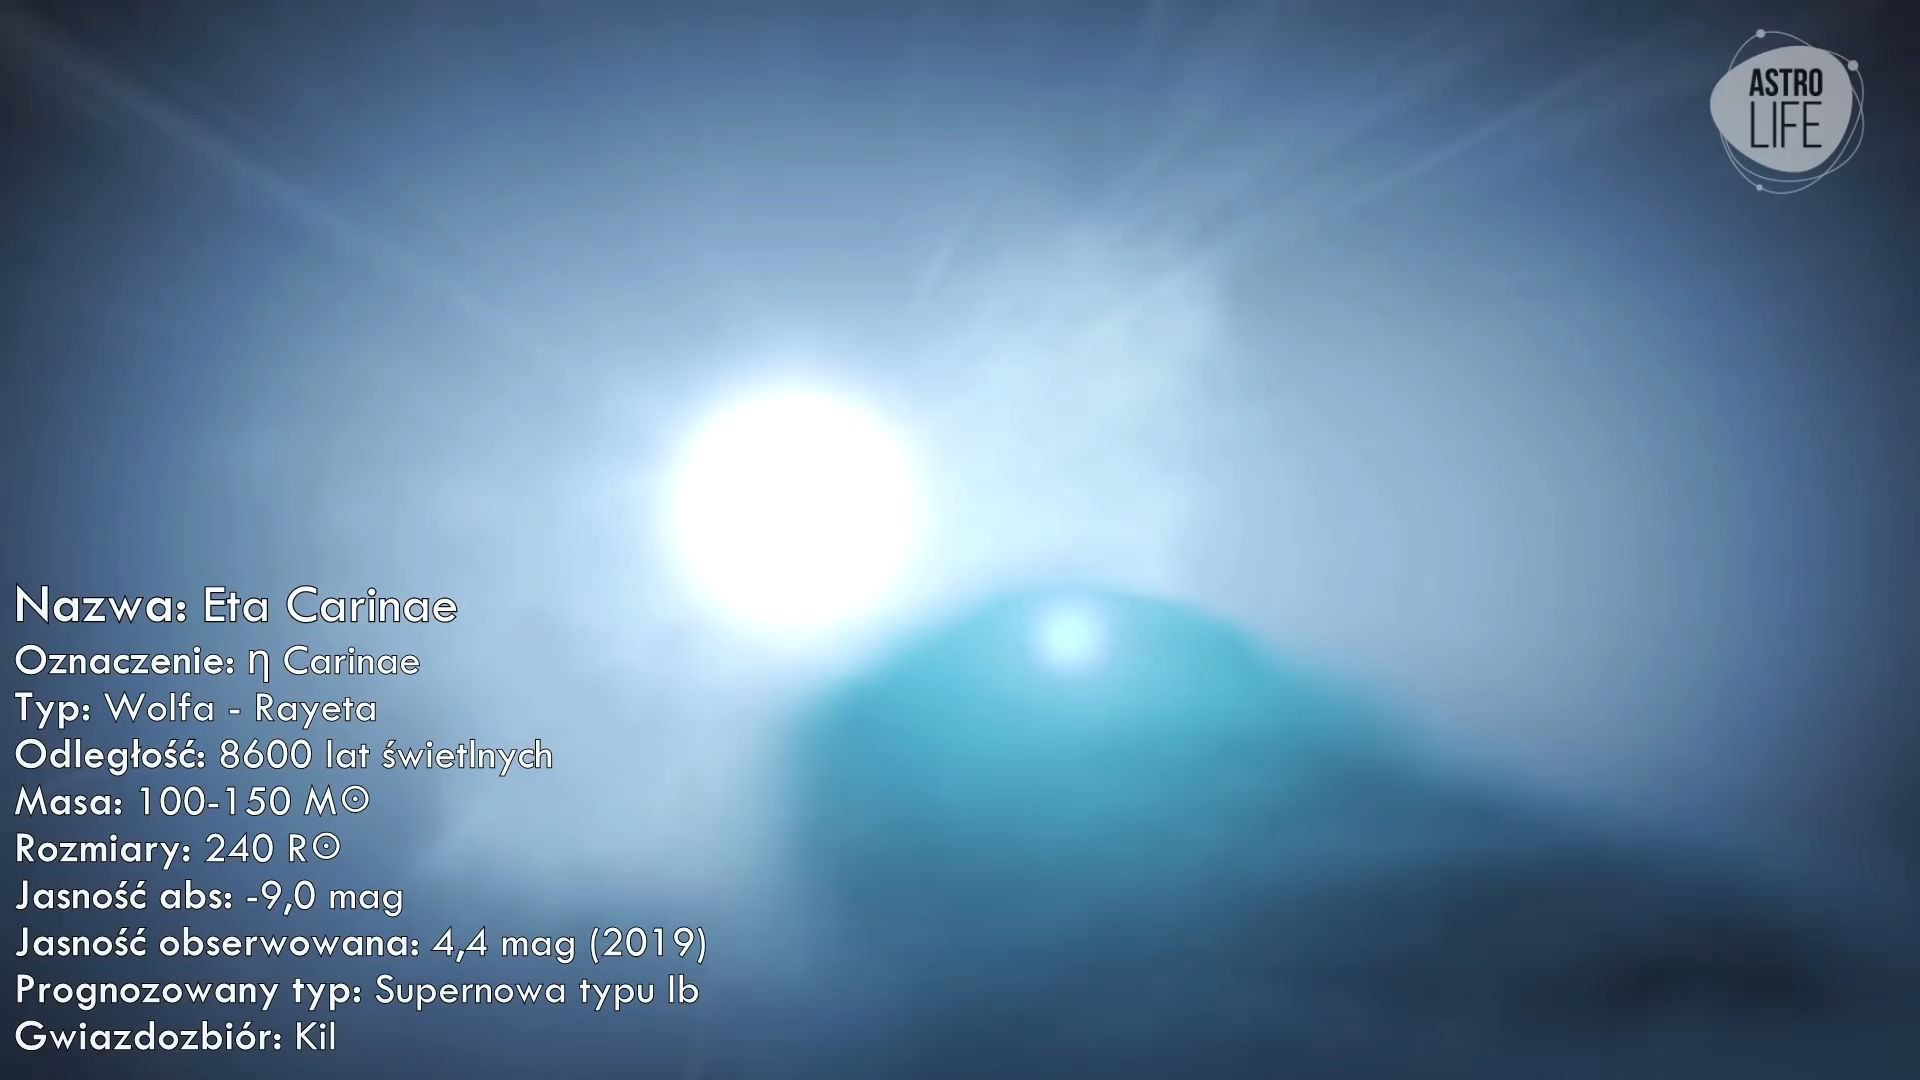 ASTRO
LIFE
Nazwa: Eta Carinae
Oznaczenie: η Carinae
Typ: Wolfa - Rayeta
Odległość: 8600 lat świetlnych
Masa: 100-150 M☉
Rozmiary: 240 R☉
Jasność abs: -9,0 mag
Jasność obserwowana: 4,4 mag (2019)
Prognozowany typ: Supernowa typu Ib
Gwiazdozbiór: Kil